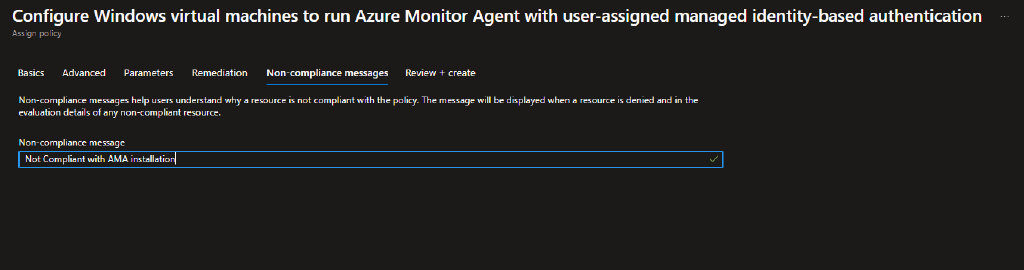 Configure Windows virtual machines to run Azure Monitor Agent with user-assigned managed identity-based authentication ...
Assign policy
Basics Advanced Parameters Remediation Non-compliance messages Review + create
Non-compliance messages help users understand why a resource is not compliant with the policy. The message will be displayed when a resource is denied and in the
evaluation details of any non-compliant resource.
Non-compliance message
Not Compliant with AMA installation